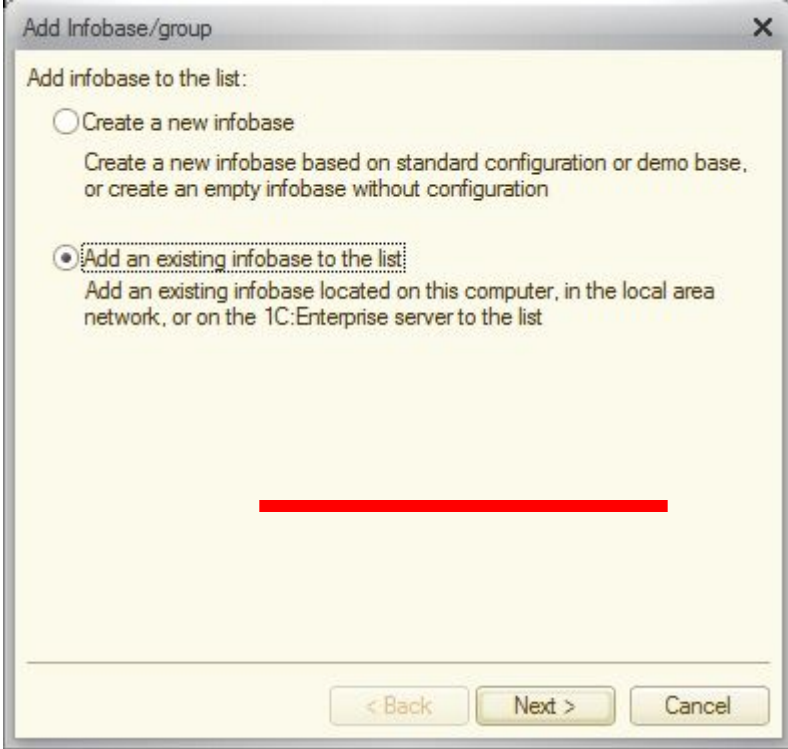 Add Infobase/group
Add infobase to the list:
Create a new infobase
Create a new infobase based on standard configuration or demo base,
or create an empty infobase without configuration
Add an existing infobase to the list
Add an existing infobase located on this computer, in the local area
network, or on the 1C:Enterprise server to the list
< Back Next > Cancel